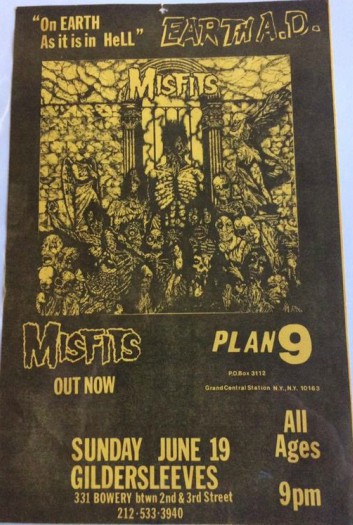 "On EARTH
As it is in HeLL"
EARTH A.D.
MISFITS
MISFITS
OUT NOW
PLAN 9
P.O.Box 3112
Grand Central Station N.Y., N.Y. 10163
SUNDAY JUNE 19
GILDERSLEEVES
331 BOWERY btwn 2nd & 3rd Street
212-533-3940
All
Ages
9pm